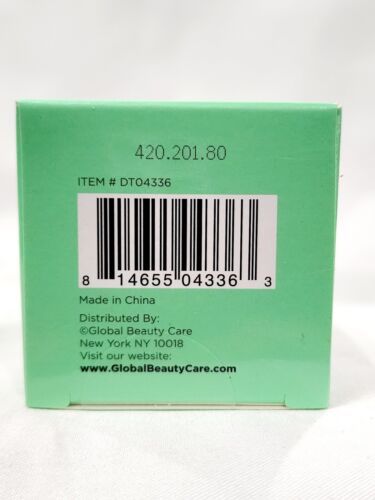 420.201.80
ITEM # DT04336
8 14655 04336 3
Made in China
Distributed By:
©Global Beauty Care
New York NY 10018
Visit our website:
www.GlobalBeautyCare.com